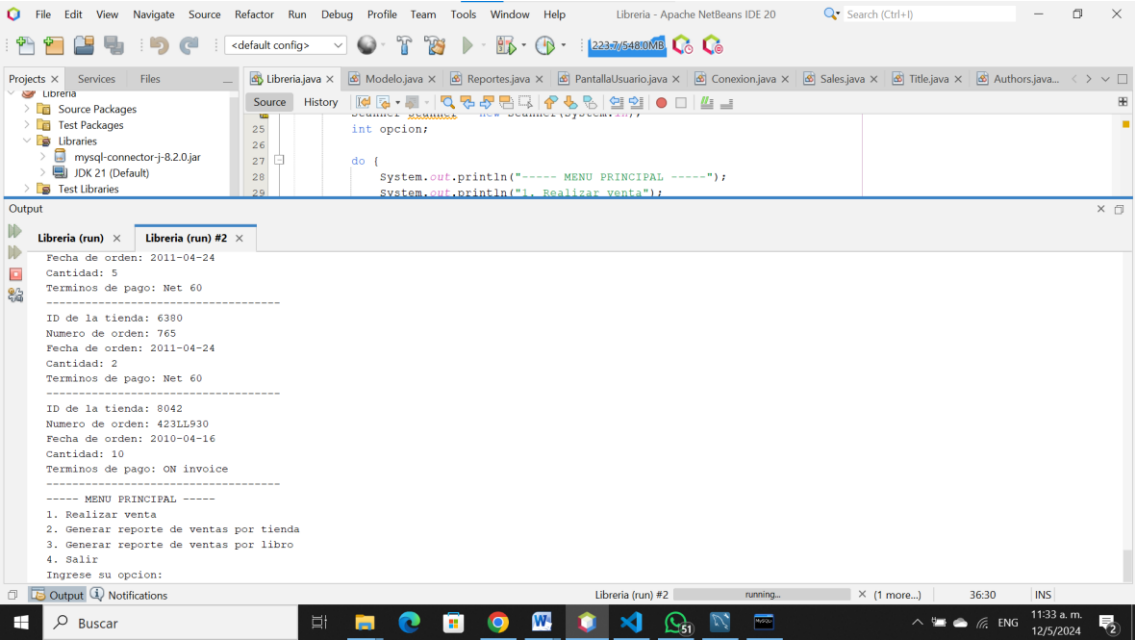 File Edit View Navigate Source Refactor Run Debug Profile Team Tools Window Help Libreria - Apache NetBeans IDE 20 Search (Ctrl+I)
<default config> 223.7/548.0MB
Projects Services Files Libreria.java Modelo.java Reportes.java PantallaUsuario.java Conexion.java Sales.java Title.java Authors.java...
Libreria
Source Packages
Test Packages
Libraries
mysql-connector-j-8.2.0.jar
JDK 21 (Default)
Test Libraries
Source History
Scanner scanner = new Scanner(System.in);
25 int opcion;
26
27 do {
28 System.out.println("----- MENU PRINCIPAL -----");
29 System.out.println("1. Realizar venta");
Output
Libreria (run) Libreria (run) #2
Fecha de orden: 2011-04-24
Cantidad: 5
Terminos de pago: Net 60
------------------------------------
ID de la tienda: 6380
Numero de orden: 765
Fecha de orden: 2011-04-24
Cantidad: 2
Terminos de pago: Net 60
------------------------------------
ID de la tienda: 8042
Numero de orden: 423LL930
Fecha de orden: 2010-04-16
Cantidad: 10
Terminos de pago: ON invoice
------------------------------------
----- MENU PRINCIPAL -----
1. Realizar venta
2. Generar reporte de ventas por tienda
3. Generar reporte de ventas por libro
4. Salir
Ingrese su opcion:
Output Notifications Libreria (run) #2 running... (1 more...) 36:30 INS
Buscar 51 ENG 11:33 a. m.
12/5/2024 2